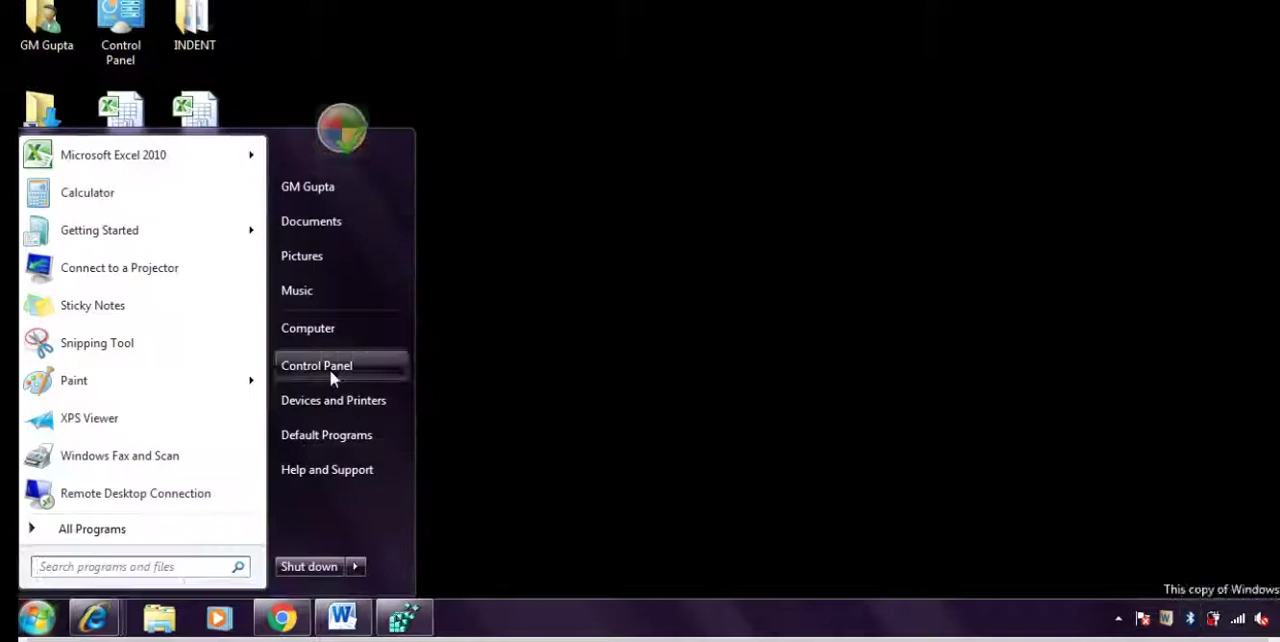 GM Gupta
Control
Panel
INDENT
Microsoft Excel 2010
Calculator
Getting Started
Connect to a Projector
Sticky Notes
Snipping Tool
Paint
XPS Viewer
Windows Fax and Scan
Remote Desktop Connection
All Programs
Search programs and files
GM Gupta
Documents
Pictures
Music
Computer
Control Panel
Devices and Printers
Default Programs
Help and Support
Shut down
This copy of Windows